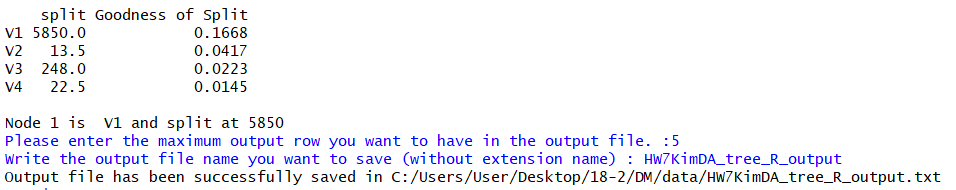 split Goodness of Split
V1 5850.0 0.1668
V2 13.5 0.0417
V3 248.0 0.0223
V4 22.5 0.0145
Node 1 is  V1 and split at 5850
Please enter the maximum output row you want to have in the output file. :5
Write the output file name you want to save (without extension name) : HW7KimDA_tree_R_output
Output file has been successfully saved in C:/Users/User/Desktop/18-2/DM/data/HW7KimDA_tree_R_output.txt